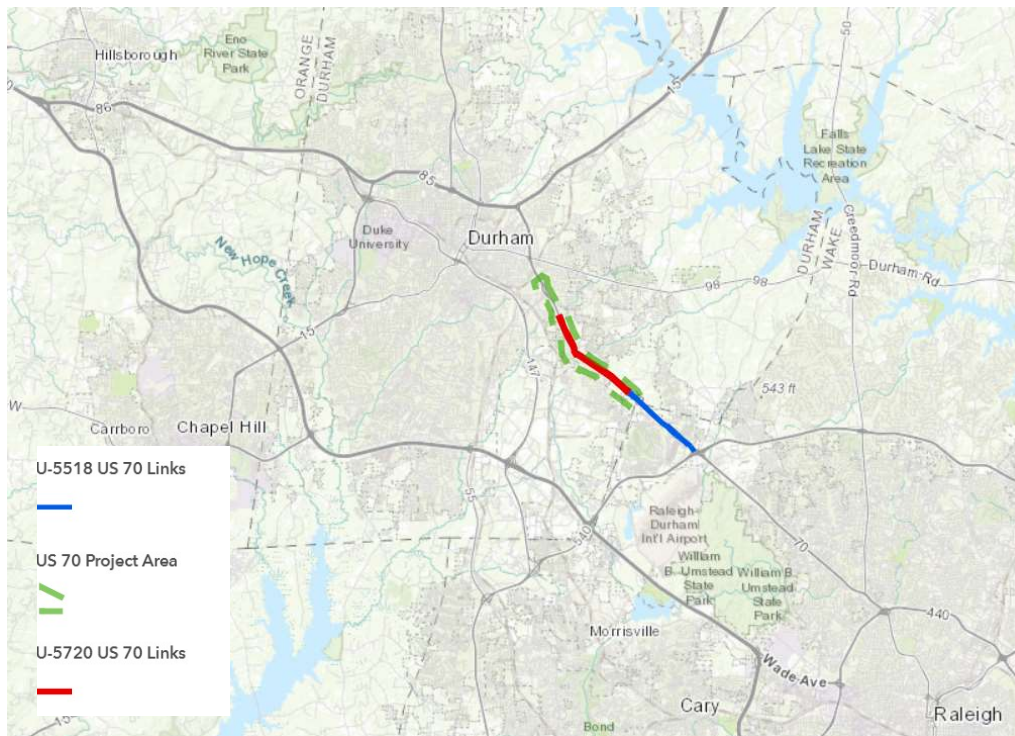 Hillsborough
Eno
River State
Park
ORANGE
DURHAM
86
15
50
Falls
Lake State
Recreation
Area
85
Duke
University
Durham
New Hope Creek
DURHAM
WAKE
Creedmoor Rd
Durham-Rd
98
98
15
147
543 ft
W
Carrboro
Chapel Hill
55
Raleigh-
Durham
Int'l Airport
540
70
William
B. Umstead
State
Park
William B.
Umstead
State
Park
440
Morrisville
Wade Ave
Cary
Raleigh
Bond
15
U-5518 US 70 Links
US 70 Project Area
U-5720 US 70 Links